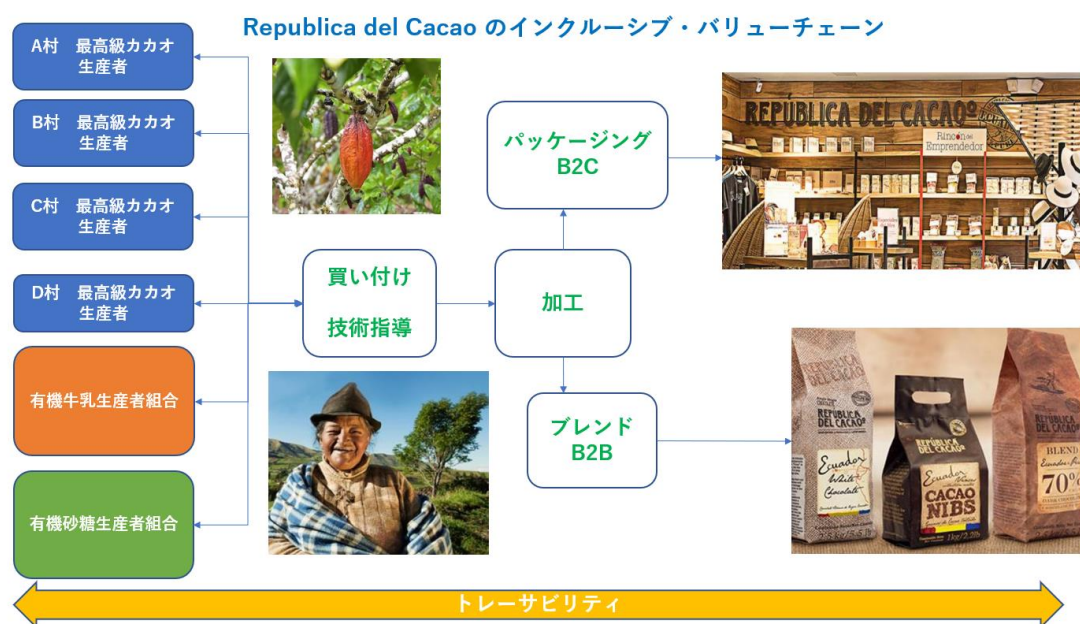 Republica del Cacao のインクルーシブ・バリューチェーン
A村　最高級カカオ
生産者
B村　最高級カカオ
生産者
C村　最高級カカオ
生産者
D村　最高級カカオ
生産者
有機牛乳生産者組合
有機砂糖生産者組合
買い付け
技術指導
加工
パッケージング
B2C
ブレンド
B2B
REPÚBLICA DEL CACAO
Rincón del
Emprendedor
REPÚBLICA
DEL CACAO
REPÚBLICA
DEL CACAO
Ecuador
White
Chocolate
REPÚBLICA
DEL CACAO
Ecuador
CACAO
NIBS
REPÚBLICA
DEL CACAO
BLEND
70%
トレーサビリティ